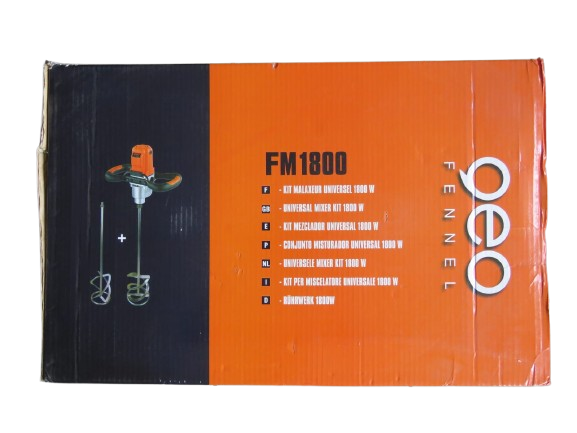 FM1800
F - KIT MALAXEUR UNIVERSEL 1800 W
GB - UNIVERSAL MIXER KIT 1800 W
E - KIT MEZCLADOR UNIVERSAL 1800 W
P - CONJUNTO MISTURADOR UNIVERSAL 1800 W
NL - UNIVERSELE MIXER KIT 1800 W
I - KIT PER MISCELATORE UNIVERSALE 1800 W
D - RÜHRWERK 1800W
+
geo
FENNEL